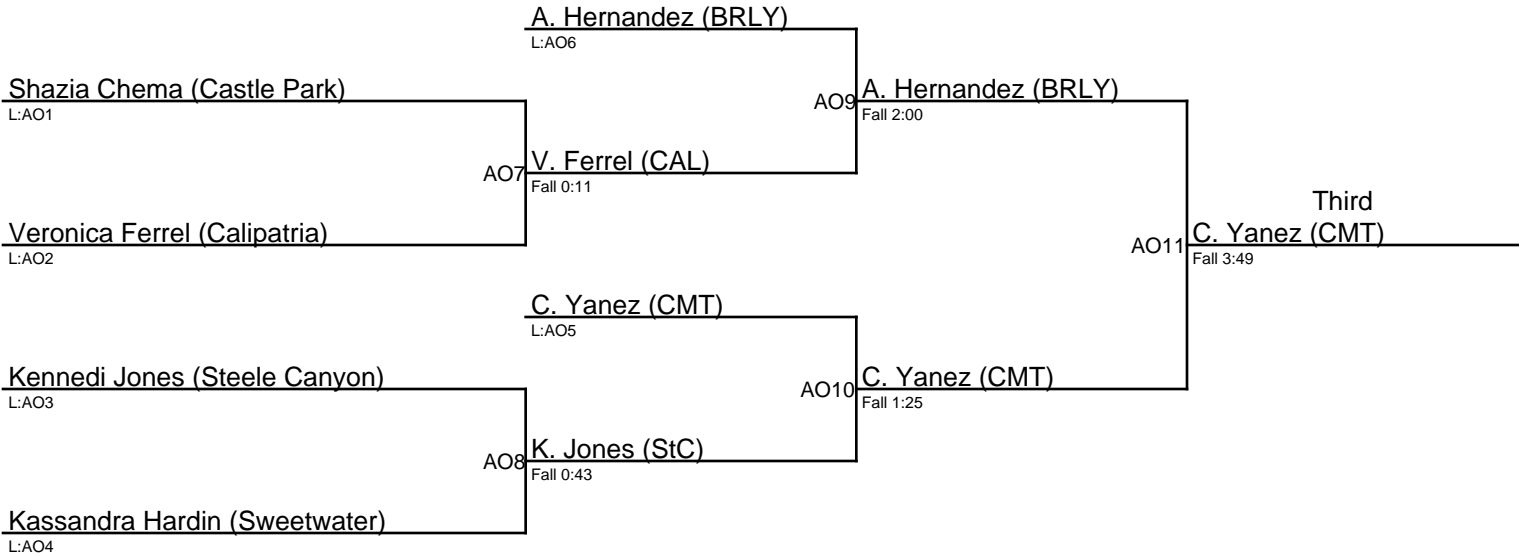 A. Hernandez (BRLY)
L:AO6
Shazia Chema (Castle Park)
L:AO1
AO9
A. Hernandez (BRLY)
Fall 2:00
AO7
V. Ferrel (CAL)
Fall 0:11
Veronica Ferrel (Calipatria)
L:AO2
Third
AO11
C. Yanez (CMT)
Fall 3:49
C. Yanez (CMT)
L:AO5
Kennedi Jones (Steele Canyon)
L:AO3
AO10
C. Yanez (CMT)
Fall 1:25
AO8
K. Jones (StC)
Fall 0:43
Kassandra Hardin (Sweetwater)
L:AO4